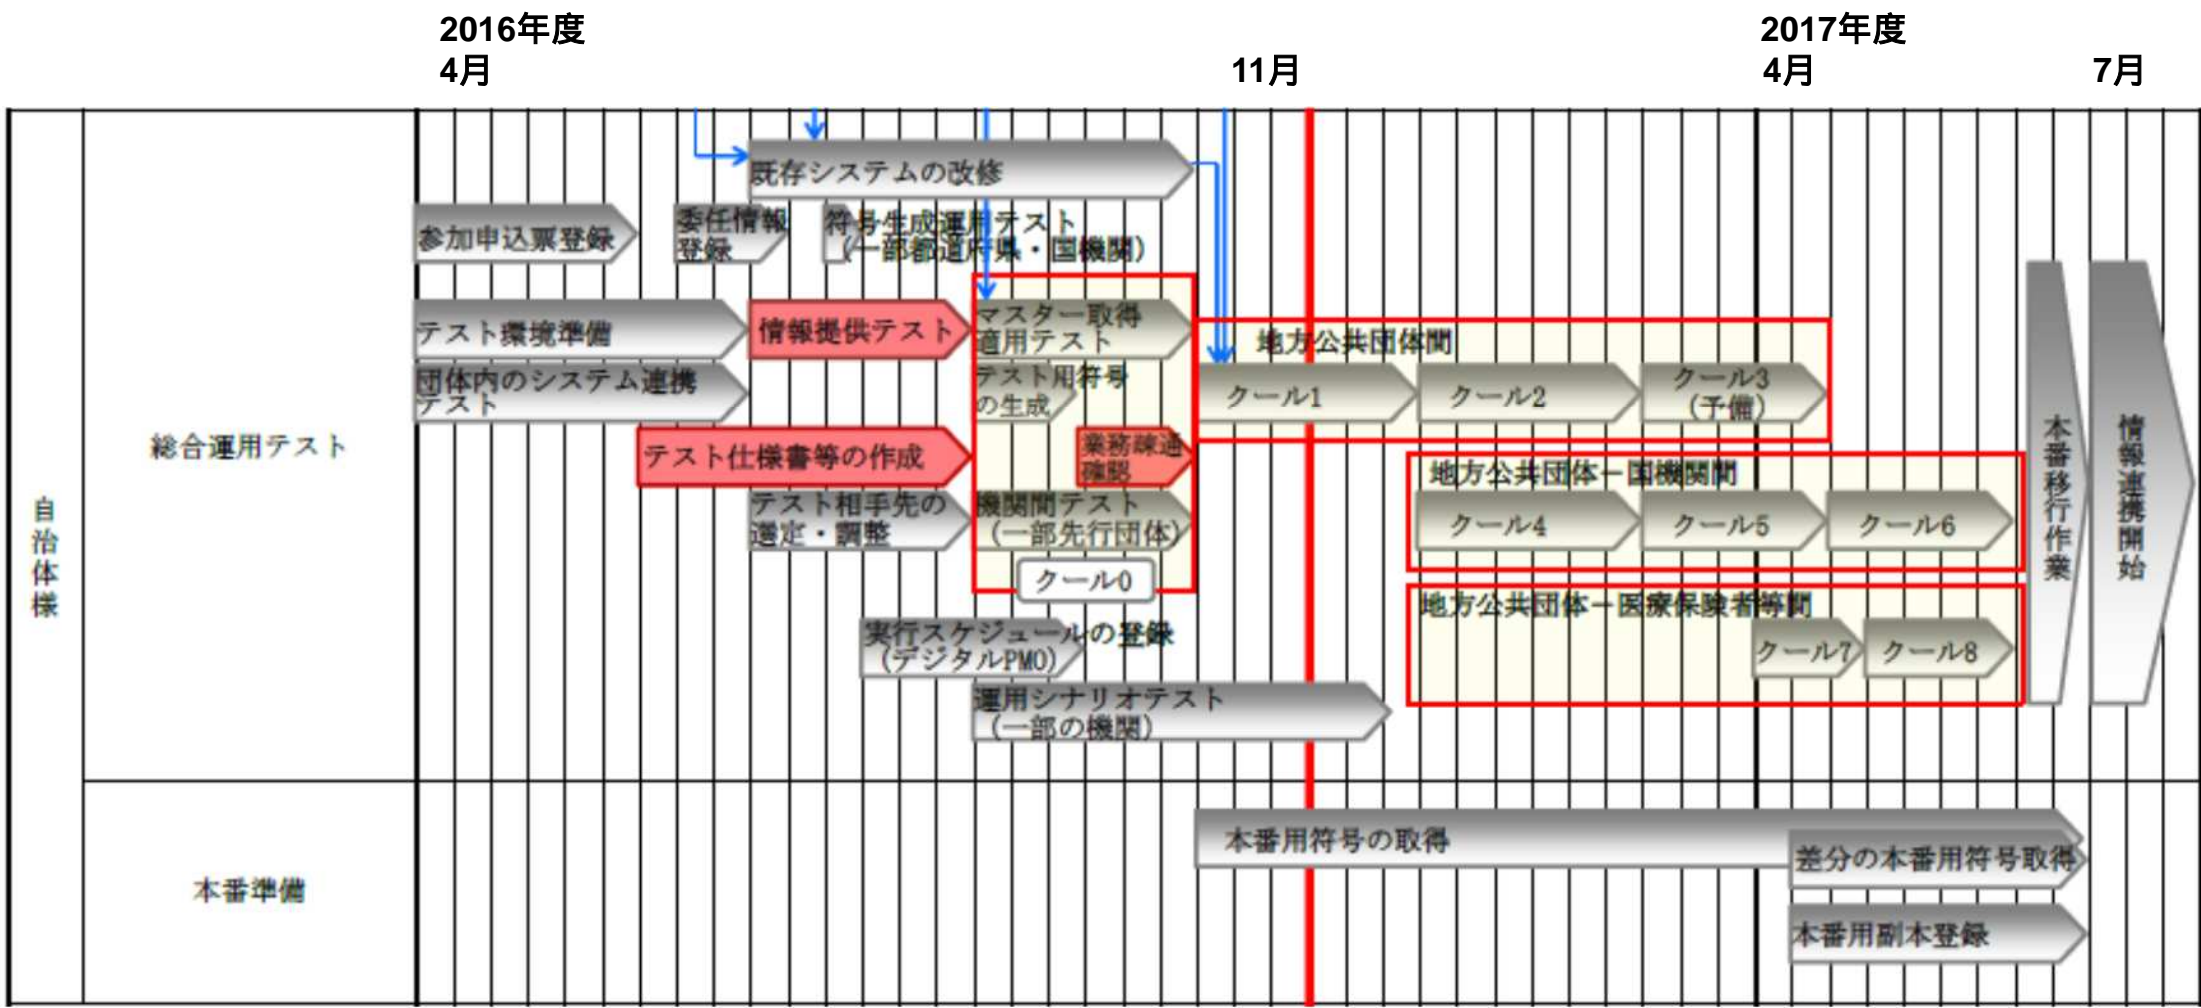 2016年度
2017年度
4月
11月
4月
7月
既存システムの改修
参加申込票登録
委任情報
登録
符号生成運用テスト
(一部都道府県・国機関)
テスト環境準備
情報提供テスト
マスター取得
適用テスト
地方公共団体間
団体内のシステム連携
テスト
テスト用符号
の生成
クール1
クール2
クール3
(予備)
総合運用テスト
テスト仕様書等の作成
業務疎通
確認
地方公共団体－国機関間
テスト相手先の
選定・調整
機関間テスト
(一部先行団体)
クール4
クール5
クール6
クール0
地方公共団体－医療保険者等間
実行スケジュールの登録
(デジタルPMO)
クール7
クール8
運用シナリオテスト
(一部の機関)
本番移行作業
情報連携開始
自治体様
本番準備
本番用符号の取得
差分の本番用符号取得
本番用副本登録